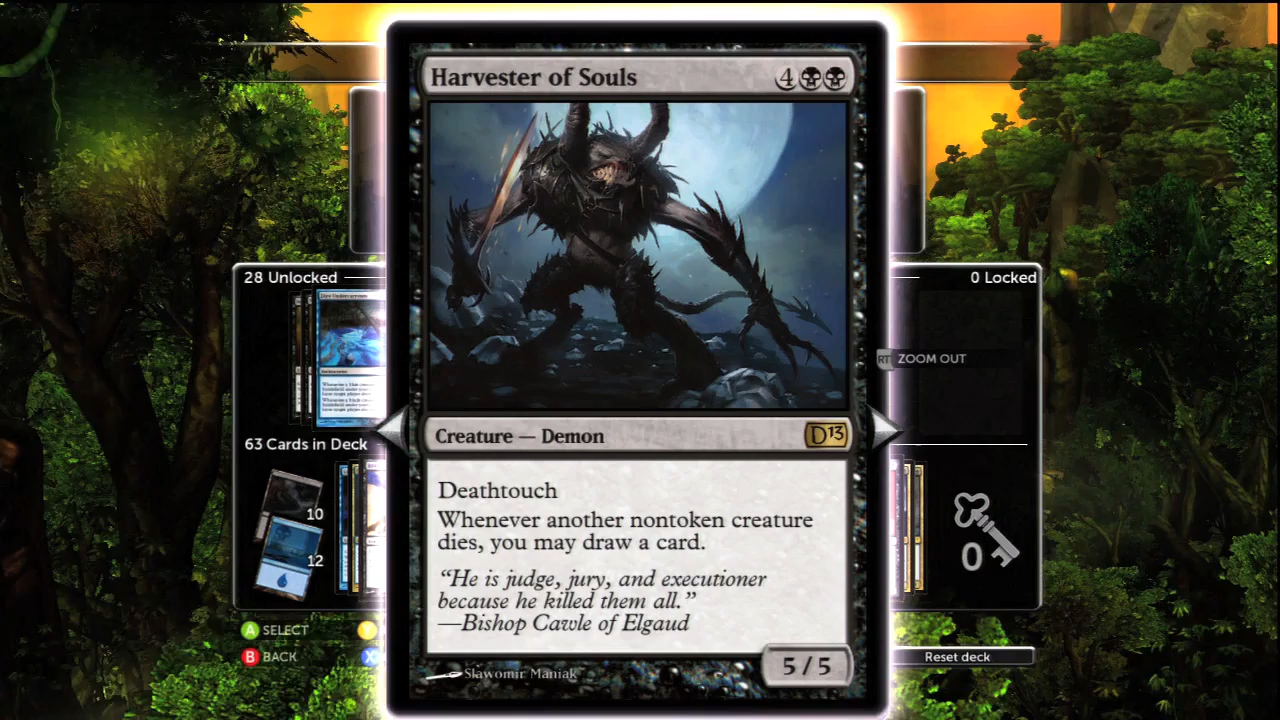 Harvester of Souls
4
28 Unlocked
0 Locked
RT ZOOM OUT
Creature — Demon
D13
63 Cards in Deck
10
12
0
Deathtouch
Whenever another nontoken creature
dies, you may draw a card.
“He is judge, jury, and executioner
because he killed them all.”
—Bishop Cawle of Elgaud
5 / 5
Slawomir Maniak
A SELECT
Y
B BACK
X
Reset deck